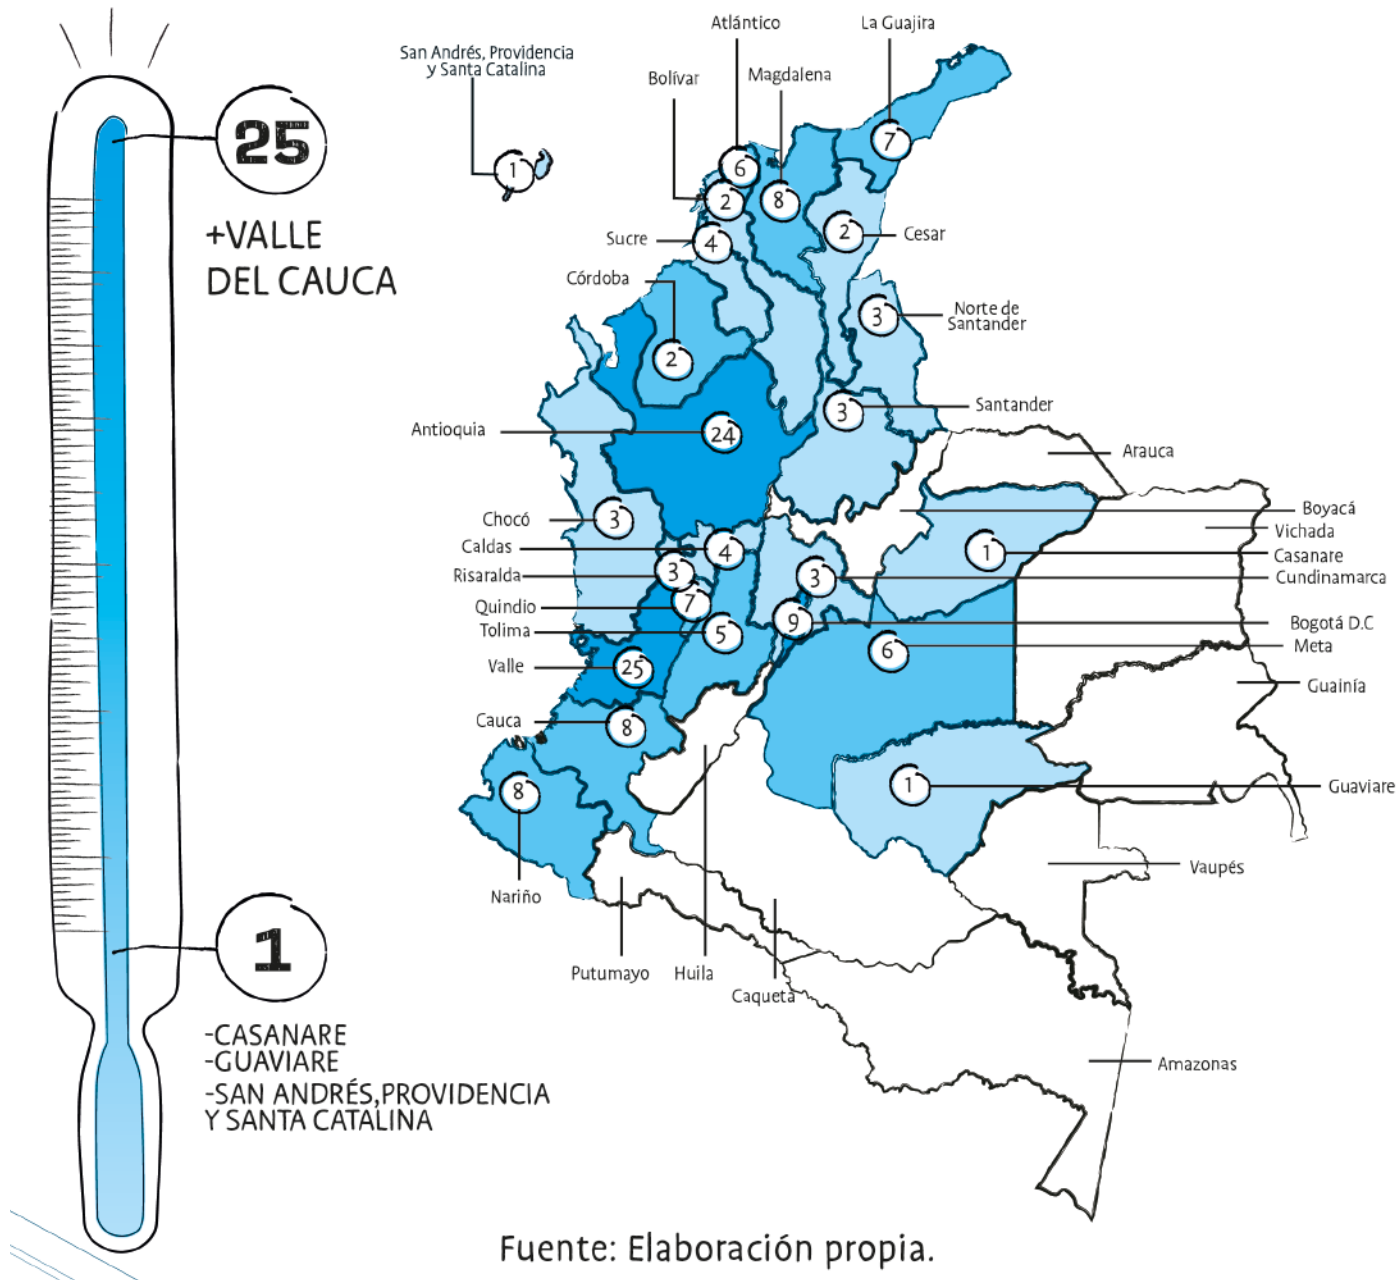 25
+VALLE
DEL CAUCA
1
-CASANARE
-GUAVIARE
-SAN ANDRÉS,PROVIDENCIA
Y SANTA CATALINA
San Andrés, Providencia
y Santa Catalina
1
Atlántico
6
La Guajira
7
Bolívar
2
Magdalena
8
Sucre
4
Cesar
2
Córdoba
2
Norte de
Santander
3
Santander
3
Antioquia
24
Arauca
Chocó
3
Boyacá
Vichada
Caldas
4
Casanare
1
Risaralda
3
Cundinamarca
3
Quindio
7
Tolima
5
Bogotá D.C
9
Meta
6
Valle
25
Guainía
Cauca
8
Guaviare
1
Nariño
8
Vaupés
Putumayo
Huila
Caqueta
Amazonas
Fuente: Elaboración propia.